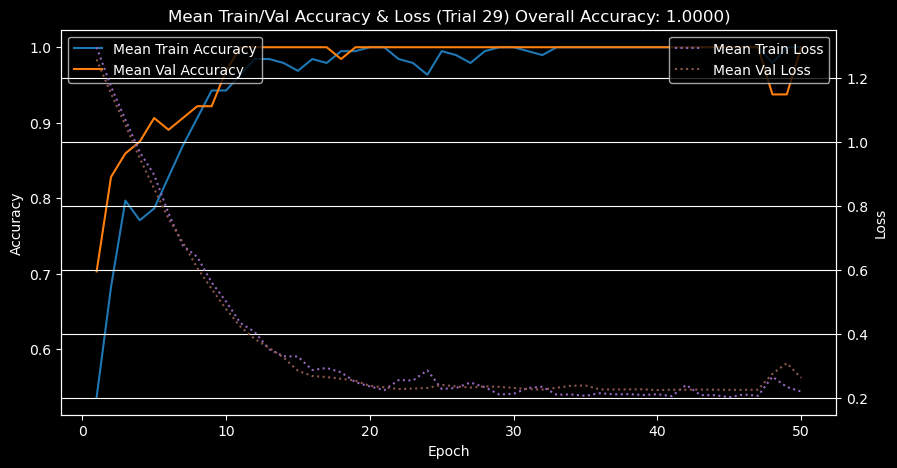 Mean Train/Val Accuracy & Loss (Trial 29) Overall Accuracy: 1.0000)
Mean Train Accuracy
Mean Val Accuracy
Mean Train Loss
Mean Val Loss
1.0
0.9
0.8
0.7
0.6
Accuracy
1.2
1.0
0.8
0.6
0.4
0.2
Loss
0 10 20 30 40 50
Epoch